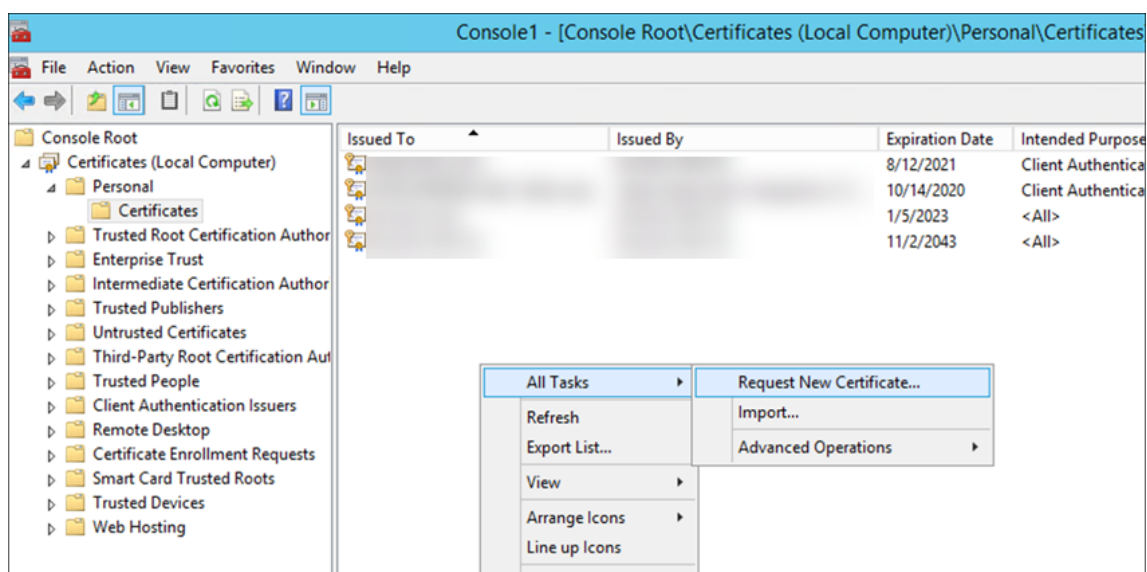 Console1 - [Console Root\Certificates (Local Computer)\Personal\Certificates
File Action View Favorites Window Help
Console Root
Certificates (Local Computer)
Personal
Certificates
Trusted Root Certification Author
Enterprise Trust
Intermediate Certification Author
Trusted Publishers
Untrusted Certificates
Third-Party Root Certification Aut
Trusted People
Client Authentication Issuers
Remote Desktop
Certificate Enrollment Requests
Smart Card Trusted Roots
Trusted Devices
Web Hosting
Issued To Issued By Expiration Date Intended Purpose
8/12/2021 Client Authentica
10/14/2020 Client Authentica
1/5/2023 <All>
11/2/2043 <All>
All Tasks
Refresh
Export List...
View
Arrange Icons
Line up Icons
Request New Certificate...
Import...
Advanced Operations